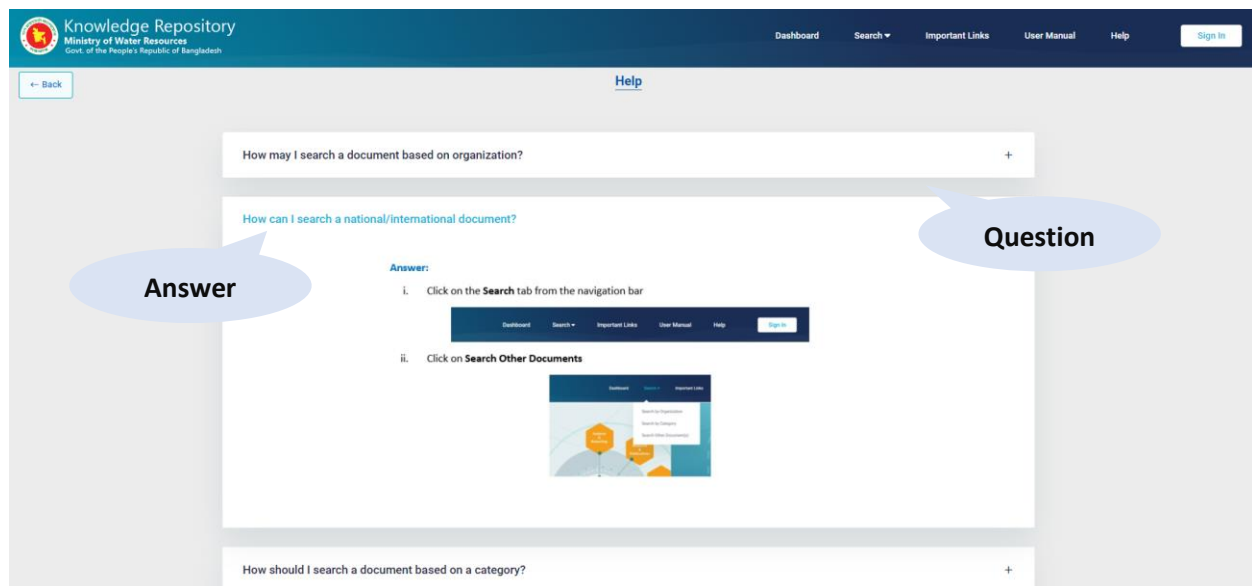 Knowledge Repository
Ministry of Water Resources
Govt. of the People's Republic of Bangladesh
Dashboard Search Important Links User Manual Help Sign In
← Back
Help
How may I search a document based on organization? +
How can I search a national/international document?
Question
Answer
Answer:
i. Click on the Search tab from the navigation bar
Dashboard Search Important Links User Manual Help Sign In
ii. Click on Search Other Documents
Dashboard Search Important Links
Search by Organization
Search by Category
Search Other Document(s)
How should I search a document based on a category? +